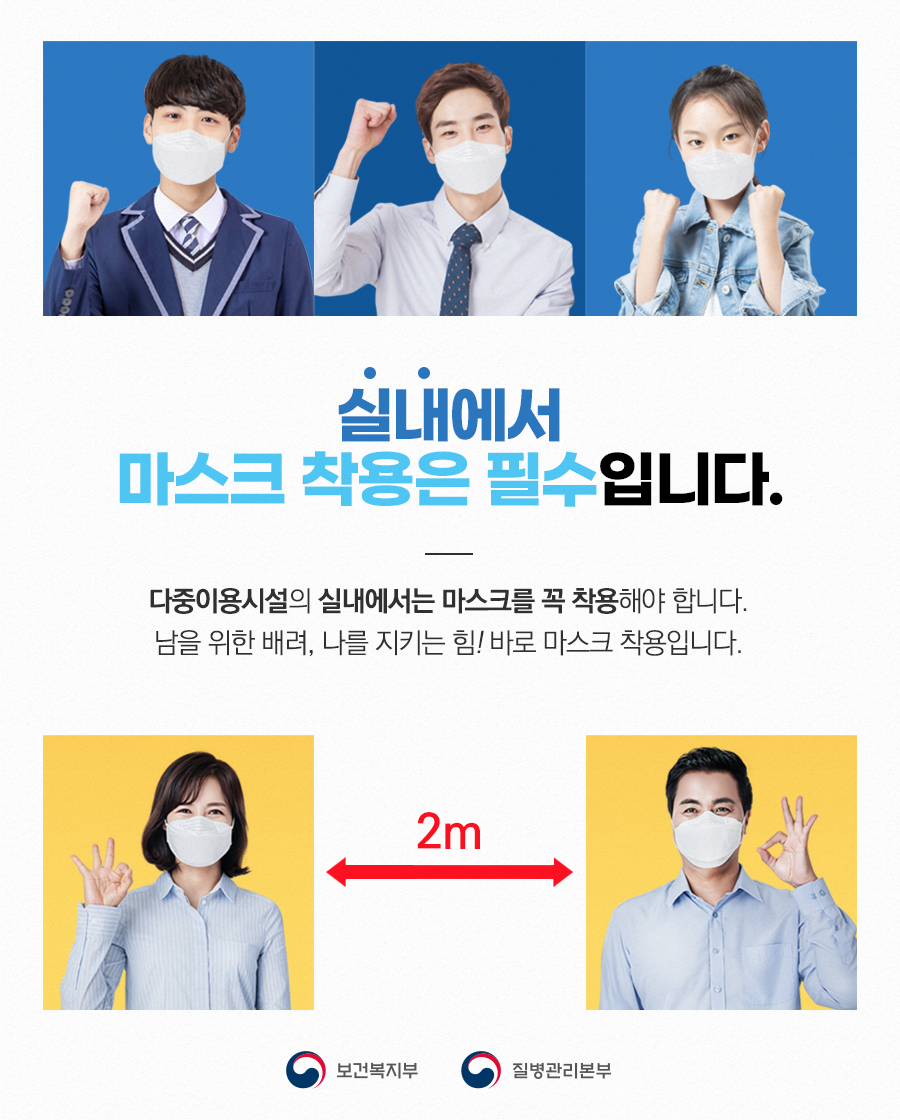 실내에서
마스크 착용은 필수입니다.
다중이용시설의 실내에서는 마스크를 꼭 착용해야 합니다.
남을 위한 배려, 나를 지키는 힘! 바로 마스크 착용입니다.
2m
보건복지부 질병관리본부